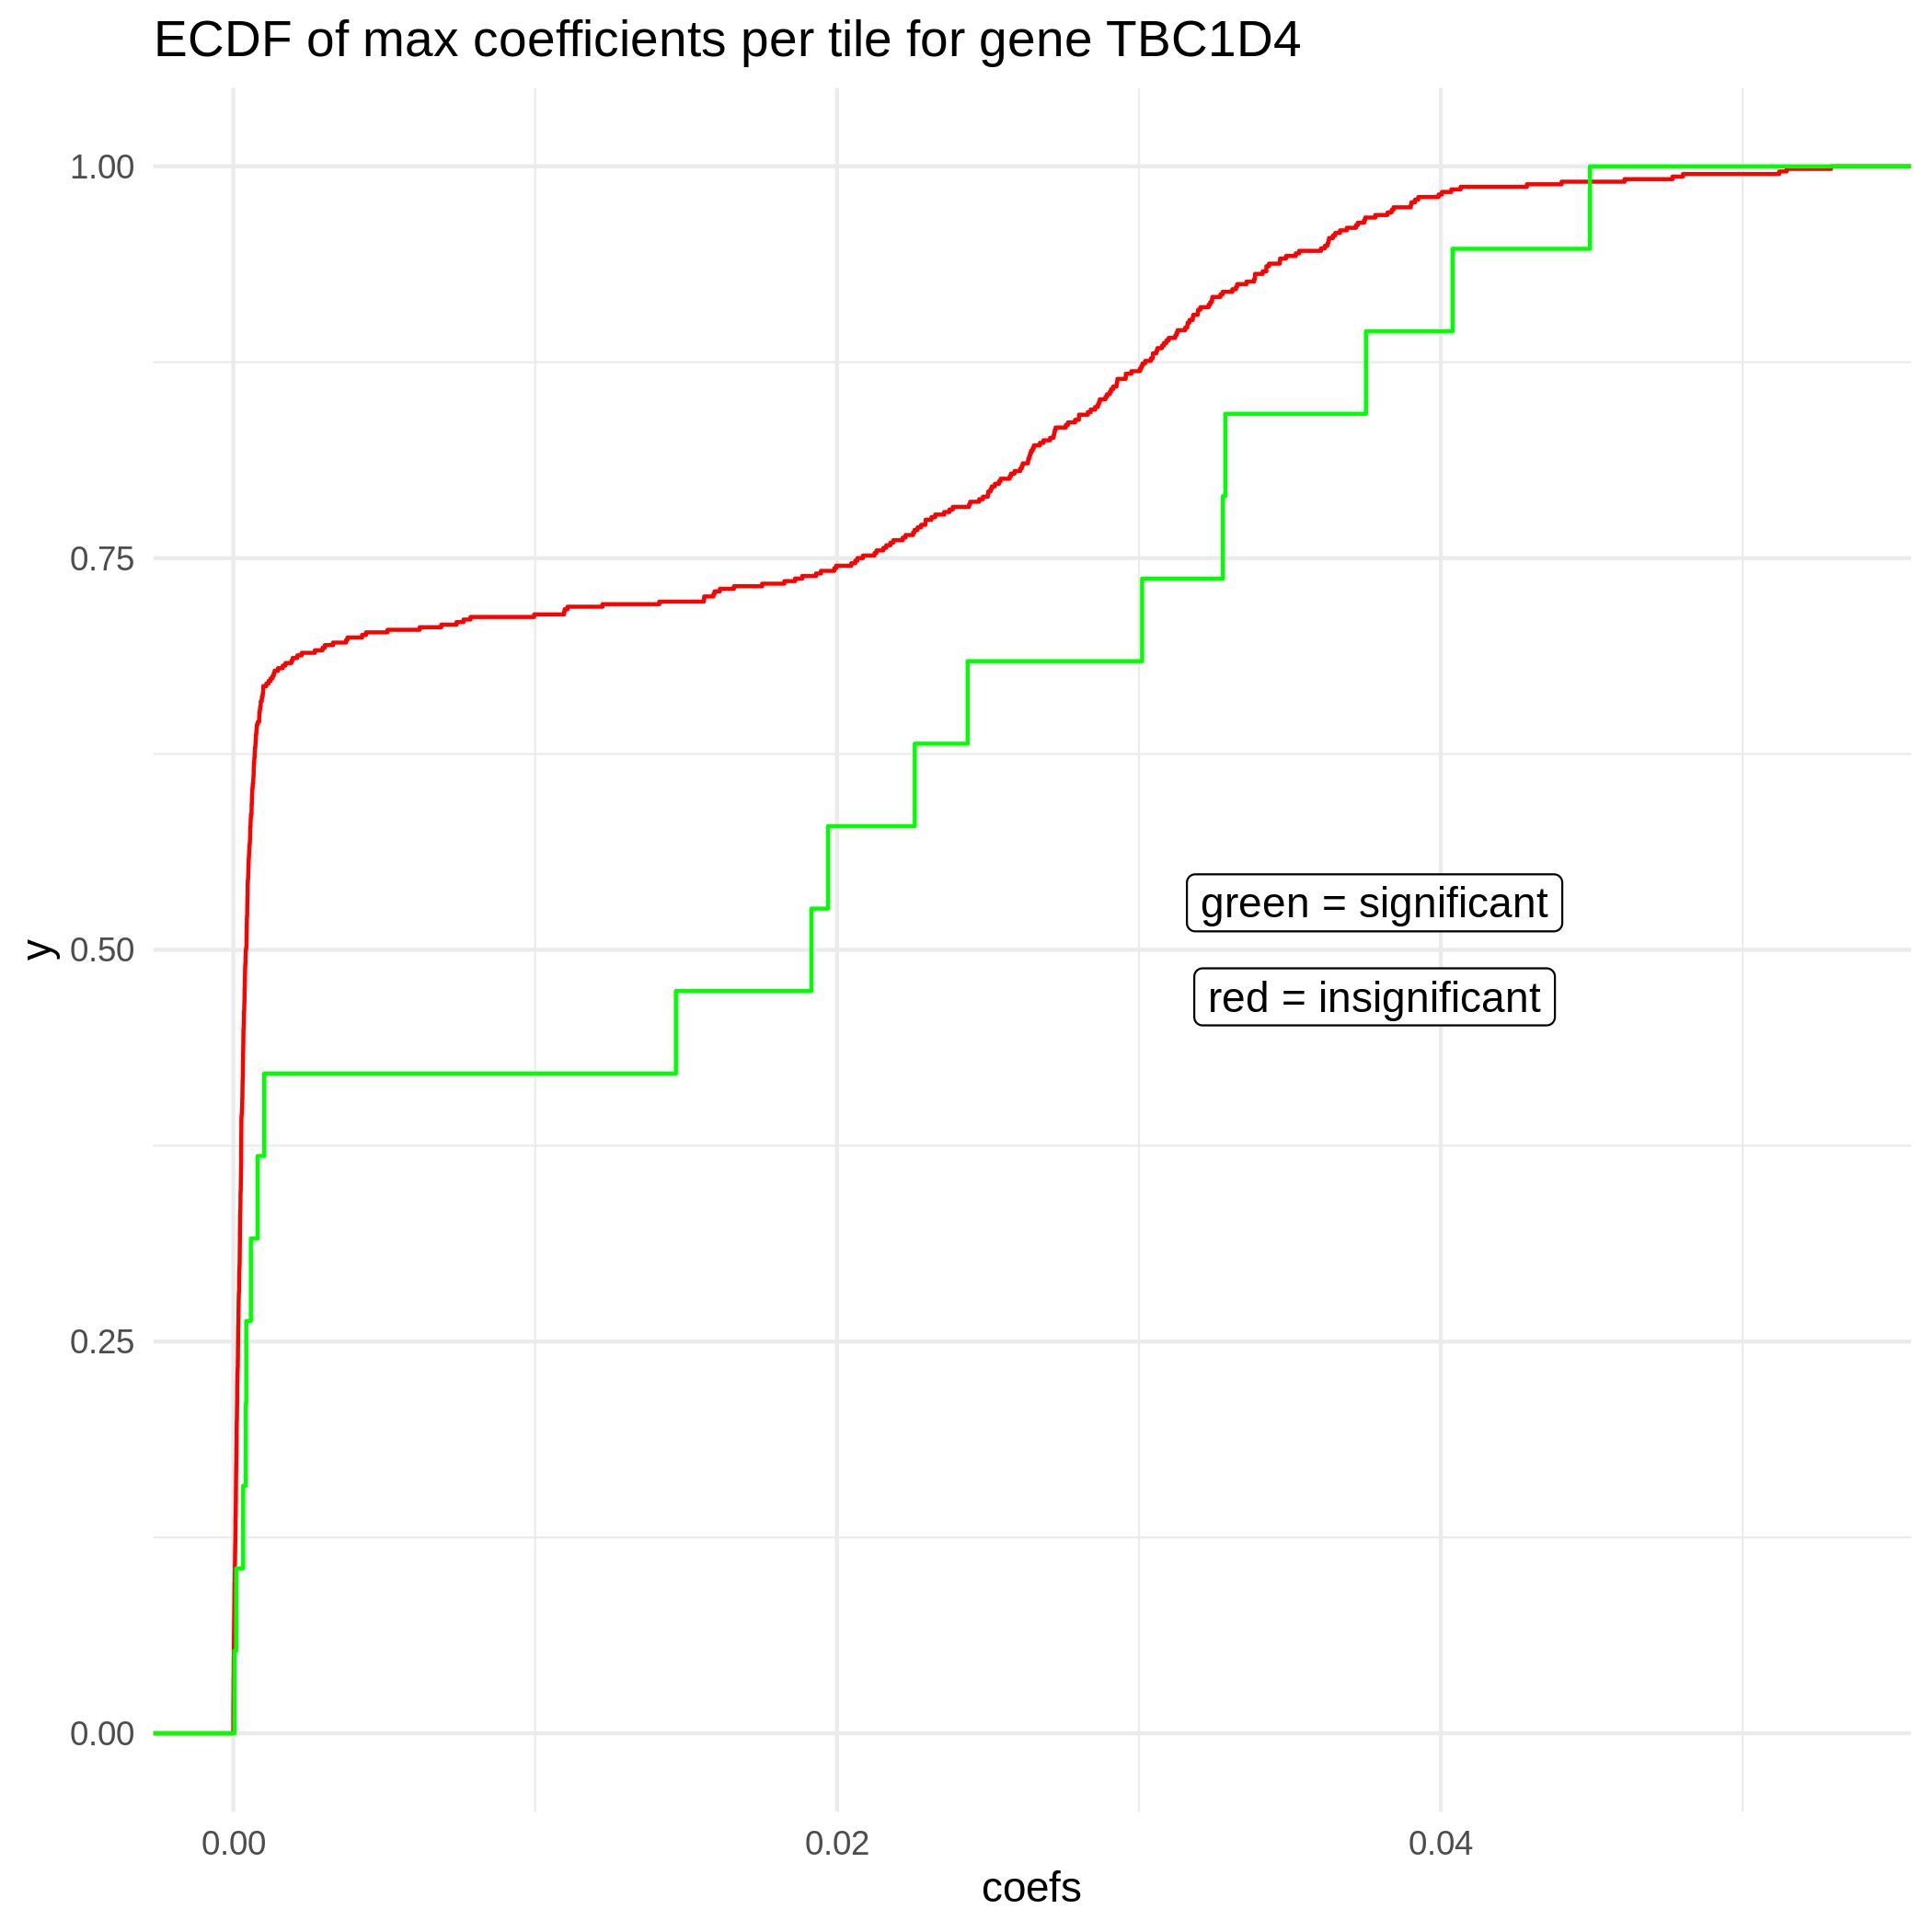 ECDF of max coefficients per tile for gene TBC1D4
1.00
0.75
0.50
0.25
0.00
y
green = significant
red = insignificant
0.00
0.02
0.04
coefs